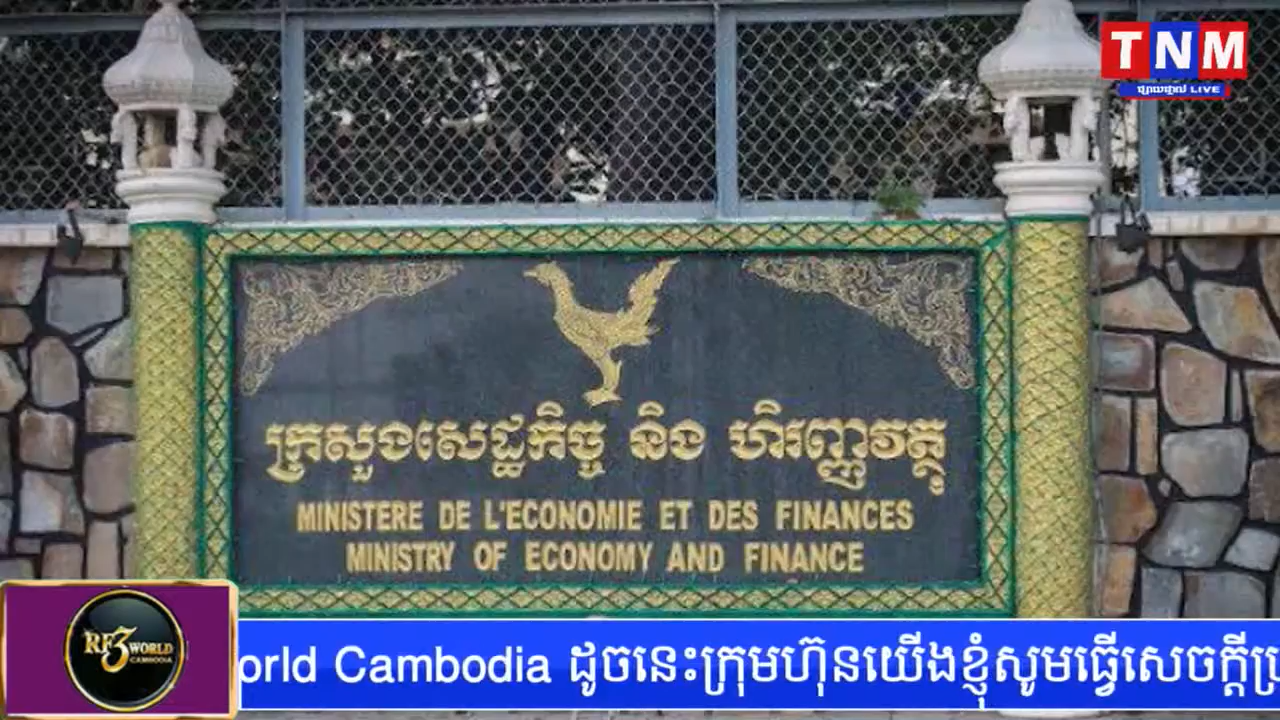 TNM
ផ្សាយផ្ទាល់ LIVE
ក្រសួងសេដ្ឋកិច្ច និង ហិរញ្ញវត្ថុ
MINISTERE DE L'ECONOMIE ET DES FINANCES
MINISTRY OF ECONOMY AND FINANCE
RF3WORLD
CAMBODIA
orld Cambodia ដូចនេះក្រុមហ៊ុនយើងខ្ញុំសូមធ្វើសេចក្តីប្រ